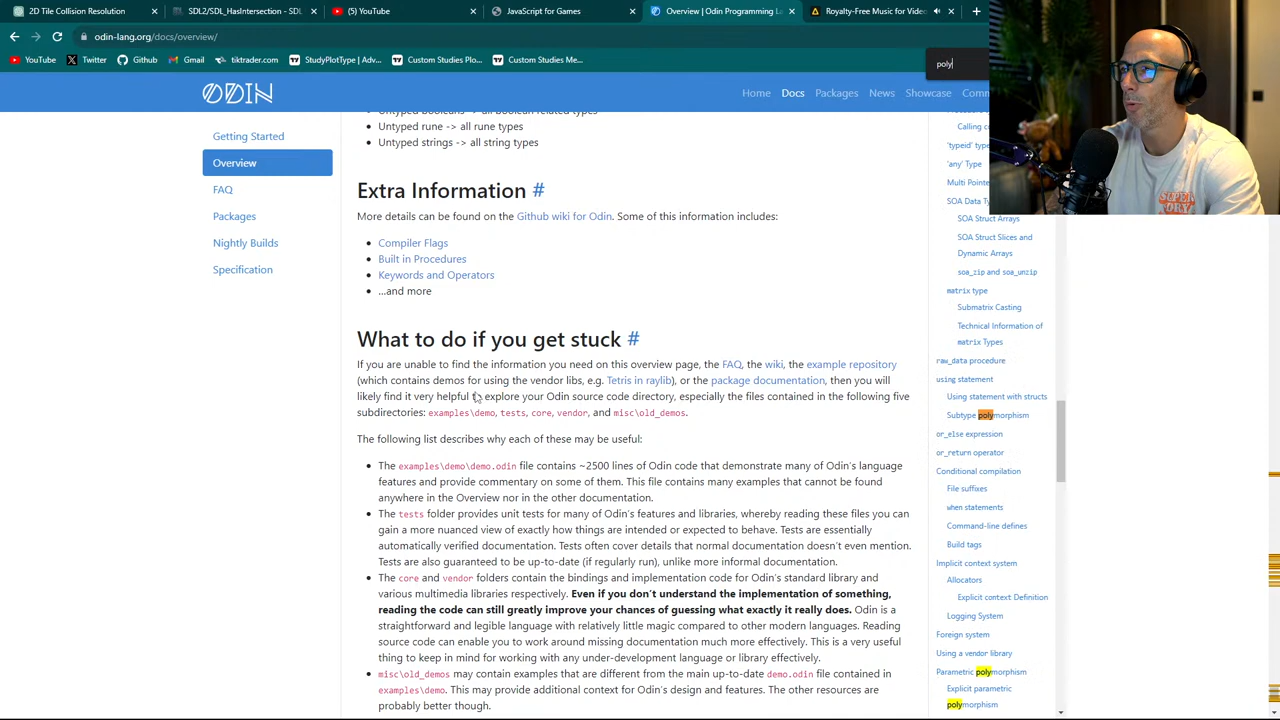 2D Tile Collision Resolution
SDL2/SDL_HasIntersection -
(5) YouTube
JavaScript for Games
Overview | Odin Programming La
Royalty-Free Music for Video
odin-lang.org/docs/overview/
YouTube
Twitter
Github
Gmail
tiktrader.com
StudyPlotType | Adv...
Custom Studies Plo...
Custom Studies Me...
poly
ODIN
Home
Docs
Packages
News
Showcase
Comm
Getting Started
Overview
FAQ
Packages
Nightly Builds
Specification
Untyped booleans -> all boolean related types
Untyped rune -> all rune types
Untyped strings -> all string types
Extra Information #
More details can be found on the Github wiki for Odin. Some of this information includes:
Compiler Flags
Built in Procedures
Keywords and Operators
...and more
What to do if you get stuck #
If you are unable to find the information you need on this overview page, the FAQ, the wiki, the example repository
(which contains demos for using the vendor libs, e.g. Tetris in raylib), or the package documentation, then you will
likely find it very helpful to explore your Odin source code directory, especially the files contained in the following five
subdirectories: examples\demo, tests, core, vendor, and misc\old_demos.
The following list describes why each of these may be useful:
The examples\demo\demo.odin file contains ~2500 lines of Odin code that demonstrate many of Odin's language
features and provide commentary on some of them. This file contains many examples that cannot be found
anywhere the Overview nor in the other documentation.
The tests folder provides unit tests for many of Odin's features and libraries, whereby reading these files you can
gain a more in-depth view of exactly how things are intended or expected to behave. Tests are essentially
automatically verified documentation. Tests often cover details that normal documentation doesn't even mention.
Tests are also guaranteed to be up-to-date (if regularly run), unlike more informal documentation.
The core and vendor folders contain the bindings and implementation code for Odin's standard library and
various multimedia libraries respectively. Even if you don't understand the implementation of something,
reading the code can still greatly improve your chances of guessing correctly what it really does. Odin is a
straightforward and legible language with relatively little magic compared to other modern languages. Reading
source code can enable you to work around missing documentation much more effectively. This is a very useful
thing to keep in mind for working with any under-development language or library effectively.
misc\old_demos may contain examples that are different from the main up-to-date demo.odin file contained in
examples\demo. This may provide additional context for Odin's design and features. The other resources are
probably better though.
Calling co
'typeid' type
'any' Type
Multi Pointe
SOA Data Ty
SOA Struct Arrays
SOA Struct Slices and
Dynamic Arrays
soa_zip and soa_unzip
matrix type
Submatrix Casting
Technical Information of
matrix Types
raw_data procedure
using statement
Using statement with structs
Subtype polymorphism
or_else expression
or_return operator
Conditional compilation
File suffixes
when statements
Command-line defines
Build tags
Implicit context system
Allocators
Explicit context Definition
Logging System
Foreign system
Using a vendor library
Parametric polymorphism
Explicit parametric
polymorphism